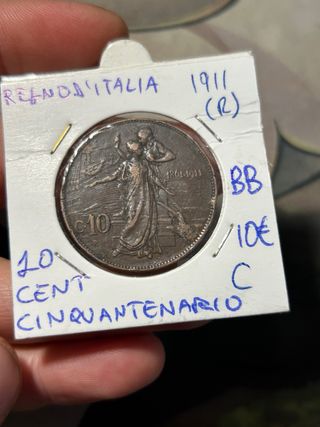 REGNO D'ITALIA 1911
(R)
1861·1911
C.10
BB
10€
C
10
CENT
CINQUANTENARIO